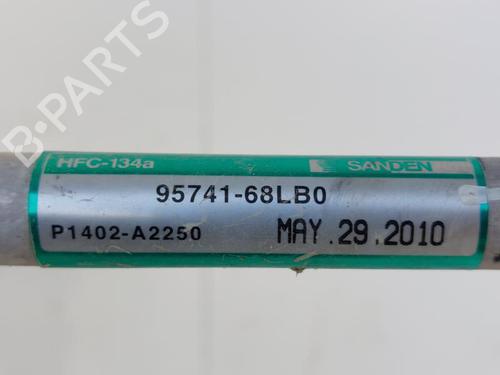 B-PARTS
HFC-134a SANDEN
95741-68LB0
P1402-A2250 MAY.29.2010